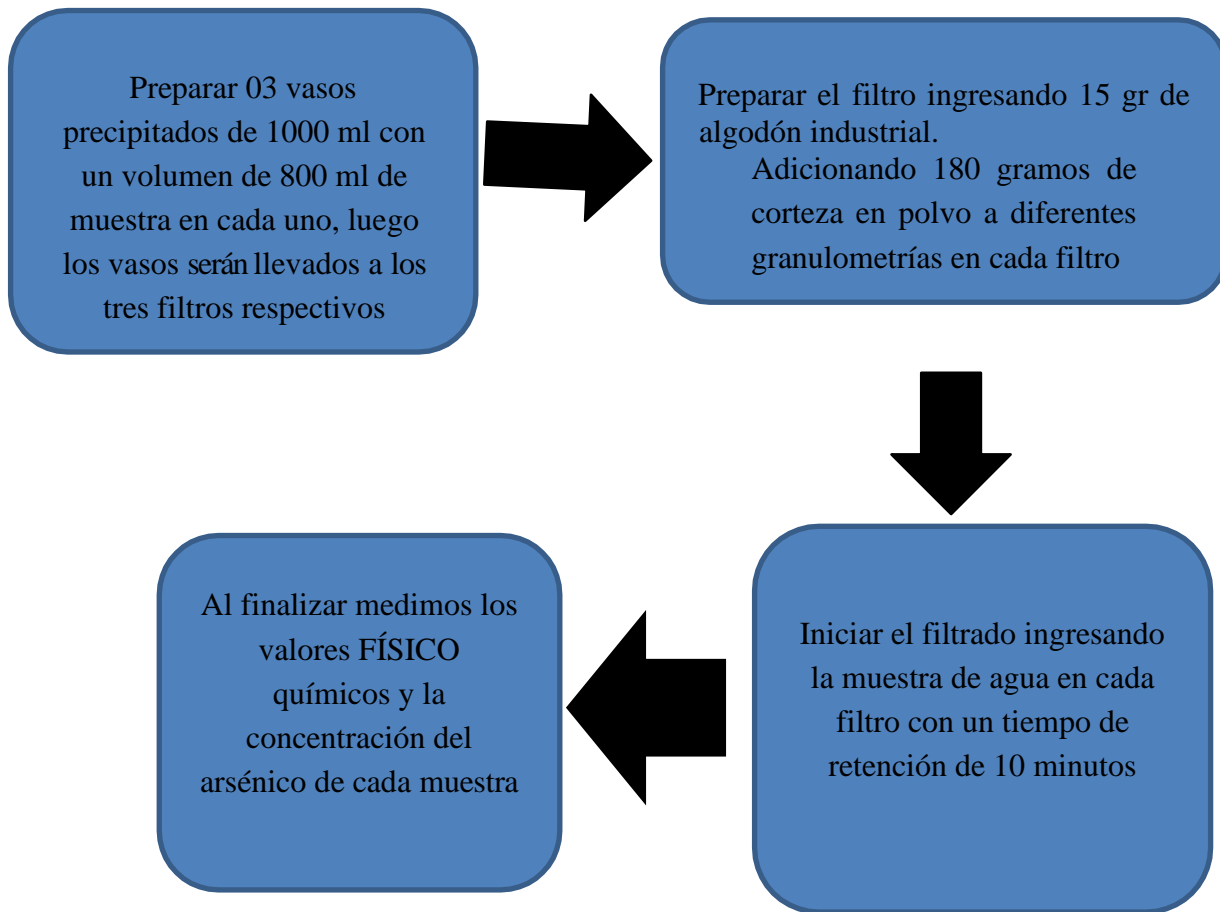 Preparar 03 vasos
precipitados de 1000 ml con
un volumen de 800 ml de
muestra en cada uno, luego
los vasos serán llevados a los
tres filtros respectivos
Preparar el filtro ingresando 15 gr de
algodón industrial.
Adicionando 180 gramos de
corteza en polvo a diferentes
granulometrías en cada filtro
Iniciar el filtrado ingresando
la muestra de agua en cada
filtro con un tiempo de
retención de 10 minutos
Al finalizar medimos los
valores FÍSICO
químicos y la
concentración del
arsénico de cada muestra